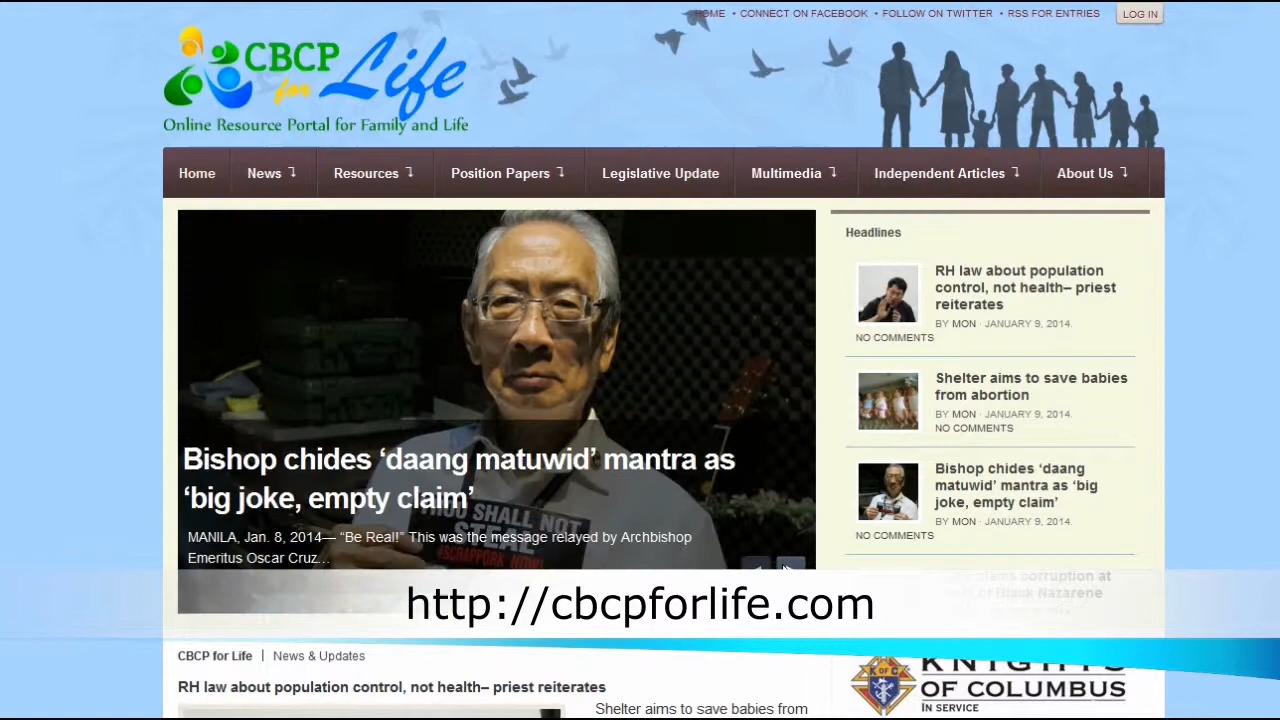 HOME • CONNECT ON FACEBOOK • FOLLOW ON TWITTER • RSS FOR ENTRIES
LOG IN
CBCP
for Life
Online Resource Portal for Family and Life
Home
News
Resources
Position Papers
Legislative Update
Multimedia
Independent Articles
About Us
Bishop chides ‘daang matuwid’ mantra as
‘big joke, empty claim’
THOU SHALL NOT
STEAL
#SCRAPPORK NOW!
MANILA, Jan. 8, 2014— “Be Real!” This was the message relayed by Archbishop
Emeritus Oscar Cruz...
Headlines
RH law about population
control, not health– priest
reiterates
BY MON · JANUARY 9, 2014.
NO COMMENTS
Shelter aims to save babies
from abortion
BY MON · JANUARY 9, 2014.
NO COMMENTS
Bishop chides ‘daang
matuwid’ mantra as ‘big
joke, empty claim’
BY MON · JANUARY 9, 2014.
NO COMMENTS
corruption at
Black Nazarene
http://cbcpforlife.com
CBCP for Life | News & Updates
RH law about population control, not health– priest reiterates
Shelter aims to save babies from
K OF C
KNIGHTS
OF COLUMBUS
IN SERVICE